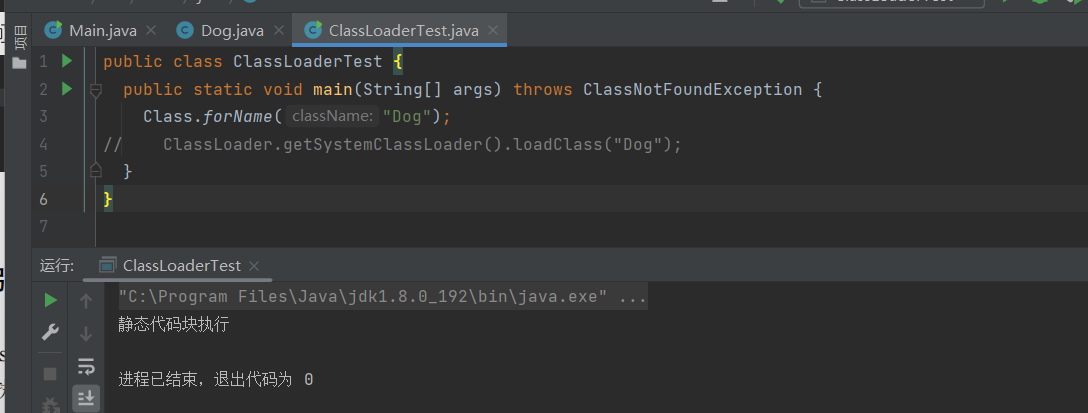 Main.java
Dog.java
ClassLoaderTest.java
项目
1 public class ClassLoaderTest {
2 public static void main(String[] args) throws ClassNotFoundException {
3 Class.forName( className: "Dog");
4 // ClassLoader.getSystemClassLoader().loadClass("Dog");
5 }
6 }
7
运行: ClassLoaderTest
"C:\Program Files\Java\jdk1.8.0_192\bin\java.exe" ...
静态代码块执行
进程已结束，退出代码为 0